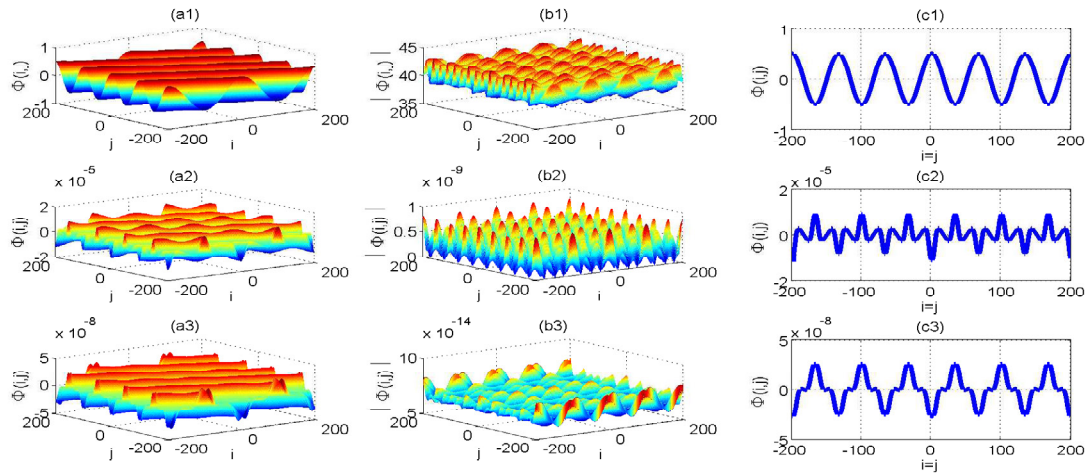 (a1)
1
0
-1
Φ(i,)
200
0
-200
j
-200
0
200
i
(b1)
45
40
35
Φ(i,)
200
0
-200
j
-200
0
200
i
(c1)
1
0
-1
Φ(i,j)
-200
-100
0
100
200
i=j
(a2)
x 10⁻⁵
2
0
-2
Φ(i,j)
200
0
-200
j
-200
0
200
i
(b2)
x 10⁻⁹
1
0.5
0
Φ(i,j)
200
0
-200
j
-200
0
200
i
(c2)
x 10⁻⁵
2
0
-2
Φ(i,j)
-200
-100
0
100
200
i=j
(a3)
x 10⁻⁸
5
0
-5
Φ(i,j)
200
0
-200
j
-200
0
200
i
(b3)
x 10⁻¹⁴
10
5
Φ(i,j)
200
0
-200
j
-200
0
200
i
(c3)
x 10⁻⁸
5
0
-5
Φ(i,j)
-200
-100
0
100
200
i=j